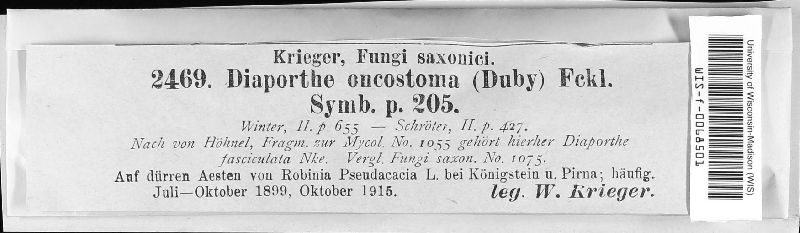 Krieger, Fungi saxonici.
2469. Diaporthe oncostoma (Duby) Fckl.
Symb. p. 205.
Winter, II. p 655 — Schröter, II. p. 427.
Nach von Höhnel, Fragm. zur Mycol. No. 1055 gehört hierher Diaporthe
fasciculata Nke. Vergl. Fungi saxon. No. 1075.
Auf dürren Aesten von Robinia Pseudacacia L. bei Königstein u. Pirna; häufig.
Juli—Oktober 1899, Oktober 1915. leg. W. Krieger.
University of Wisconsin-Madison (WIS)